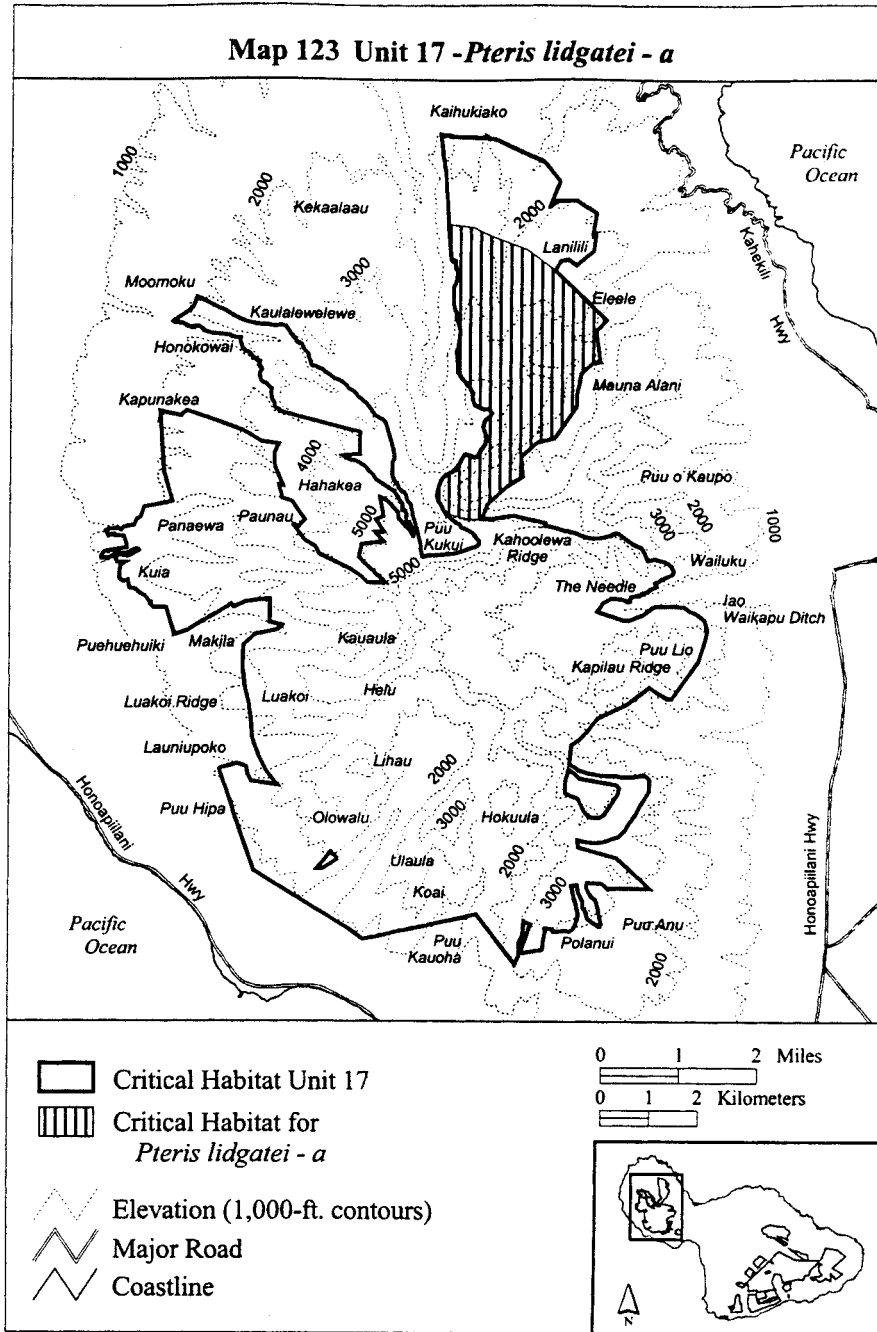 Map 123 Unit 17 - Pteris lidgatei - a
Kaihukiako
Pacific
Ocean
1000
2000
Kekaalaau
2000
Lanilili
Kahekili
Hwy
3000
Moomoku
Kaulalewelewe
Eleele
Honokowai
Mauna Alani
Kapunakea
4000
Hahakea
Puu o Kaupo
Panaewa
Paunau
5000
Puu
Kukui
Kahoolewa
Ridge
3000
2000
1000
Wailuku
Kuia
5000
The Needle
Iao
Waikapu Ditch
Puehuehuiki
Makila
Kauaula
Puu Lio
Kapilau Ridge
Luakoi Ridge
Luakoi
Helu
Launiupoko
Lihau
2000
Puu Hipa
Olowalu
3000
Hokuula
Honoapiilani
Hwy
Ulaula
2000
Koai
3000
Honoapiilani Hwy
Pacific
Ocean
Puu
Kauoha
Polanui
Puu Anu
2000
Critical Habitat Unit 17
Critical Habitat for
Pteris lidgatei - a
Elevation (1,000-ft. contours)
Major Road
Coastline
0 1 2 Miles
0 1 2 Kilometers
N